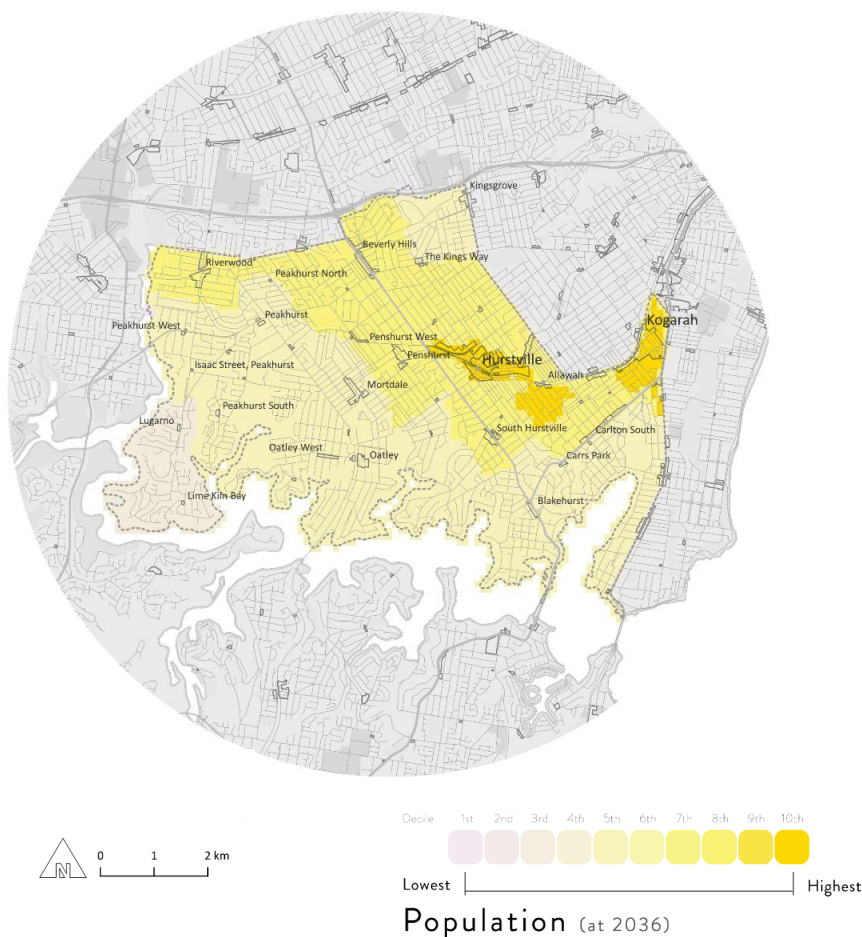 Kingsgrove
Beverly Hills
The Kings Way
Riverwood
Peakhurst North
Peakhurst
Kogarah
Peakhurst West
Penshurst West
Penshurst
Hurstville
Isaac Street, Peakhurst
Allawah
Mortdale
Peakhurst South
Lugarno
South Hurstville
Carlton South
Oatley West
Oatley
Carrs Park
Lime Kiln Bay
Blakehurst
Decile 1st 2nd 3rd 4th 5th 6th 7th 8th 9th 10th
N
0 1 2 km
Lowest Highest
Population (at 2036)